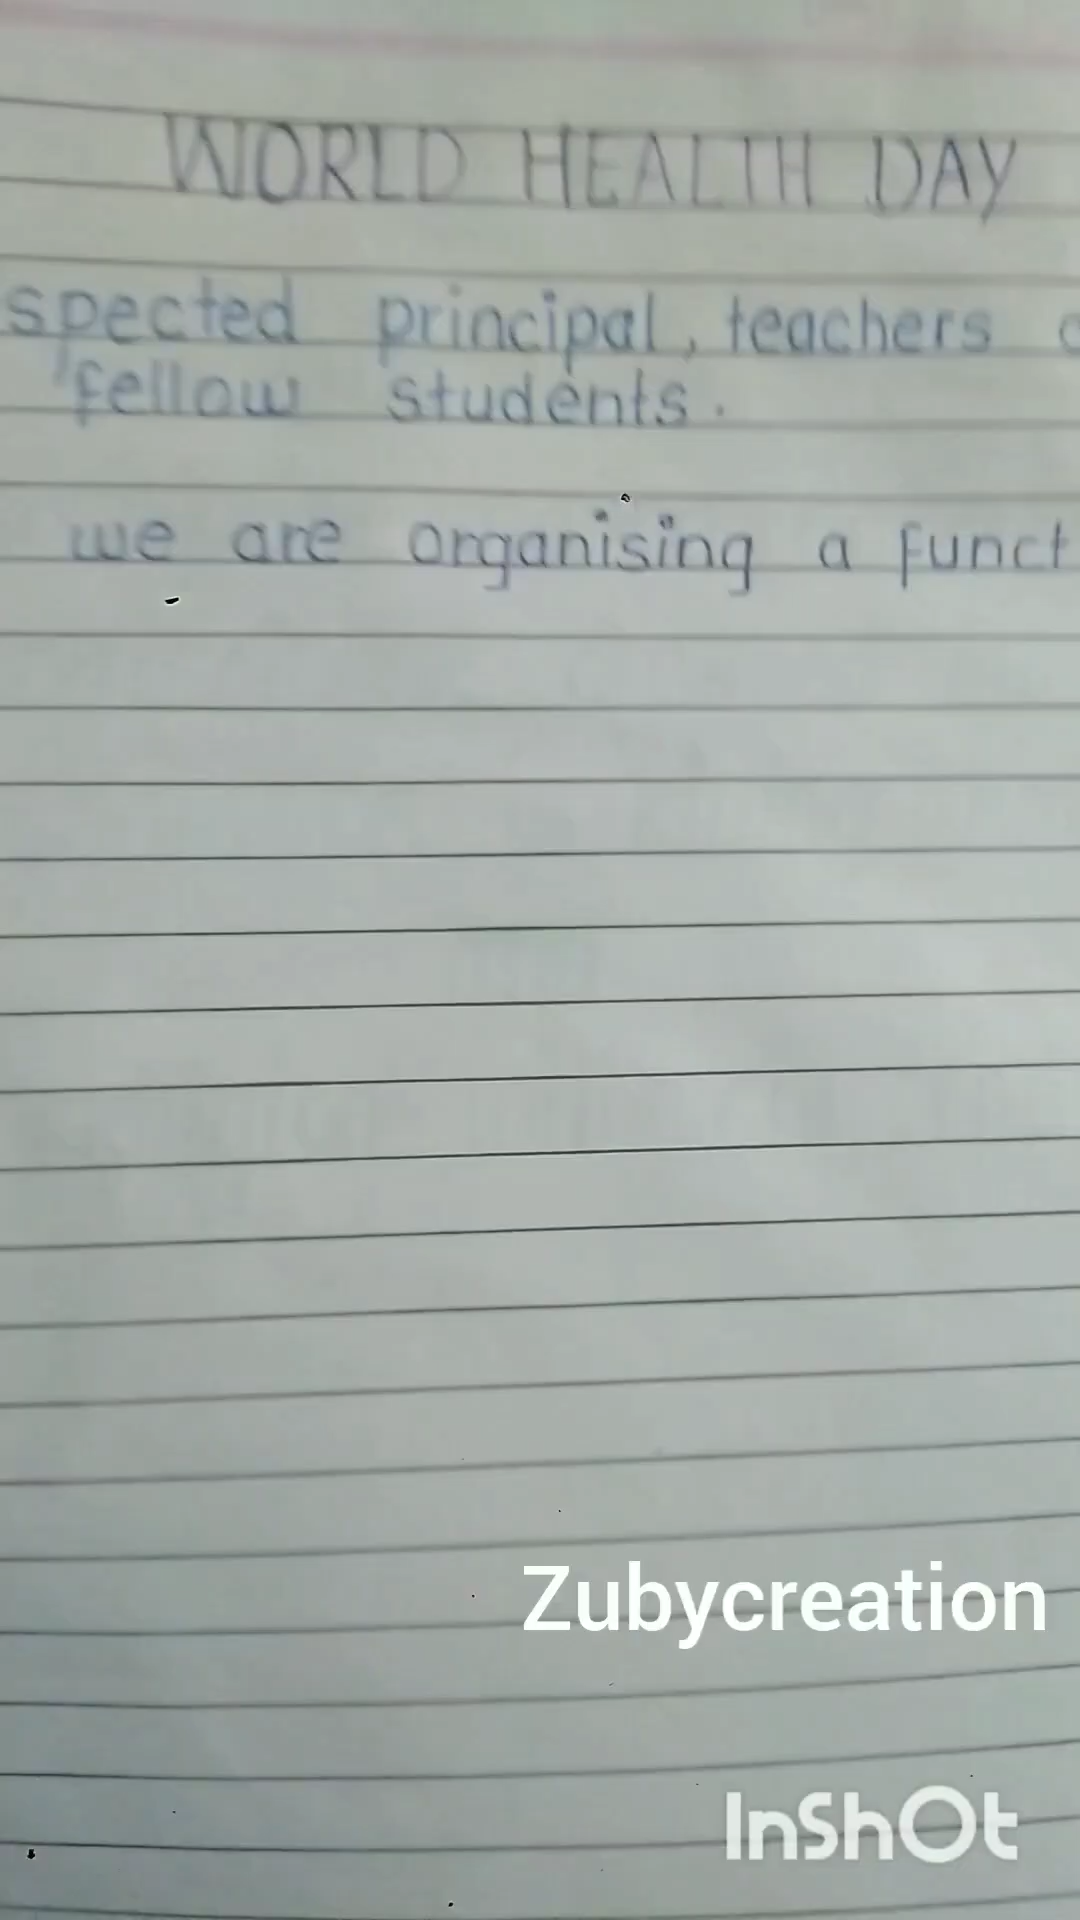 WORLD HEALTH DAY
spected principal, teachers
fellow students.
we are organising a funct
Zubycreation
InShOt